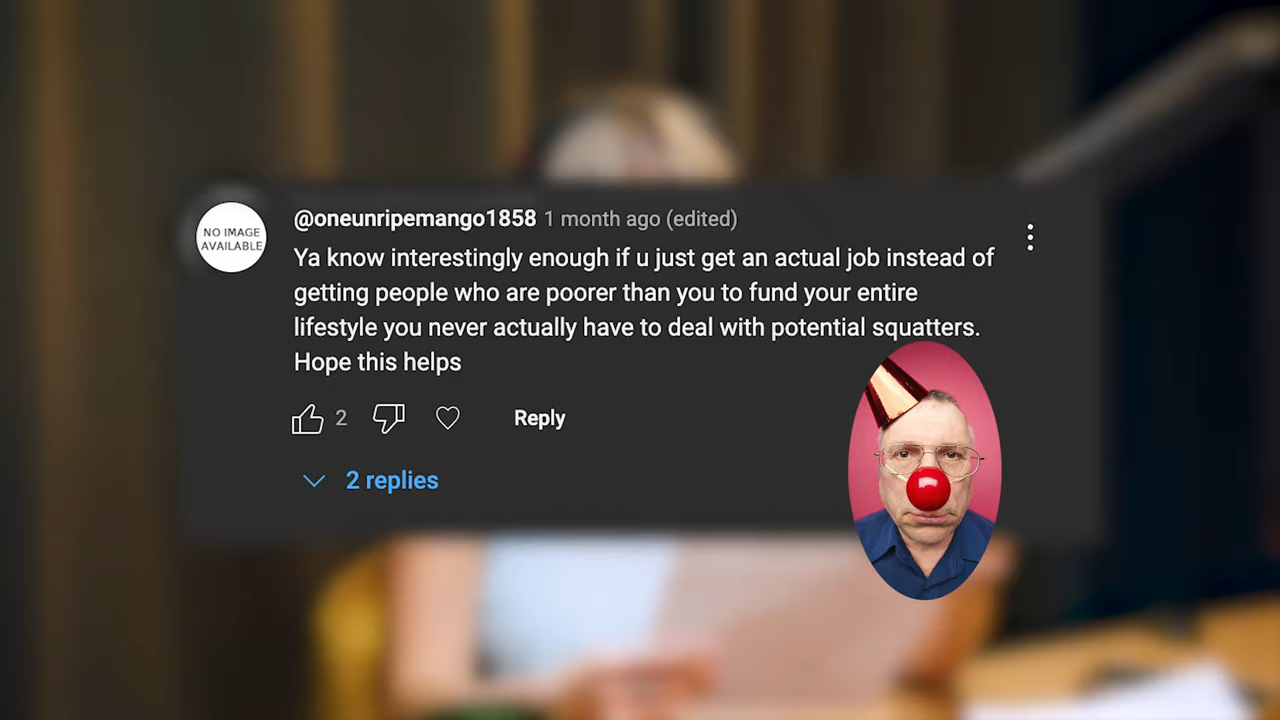 NO IMAGE
AVAILABLE
@oneunripemango1858 1 month ago (edited)
Ya know interestingly enough if u just get an actual job instead of
getting people who are poorer than you to fund your entire
lifestyle you never actually have to deal with potential squatters.
Hope this helps
2
Reply
2 replies